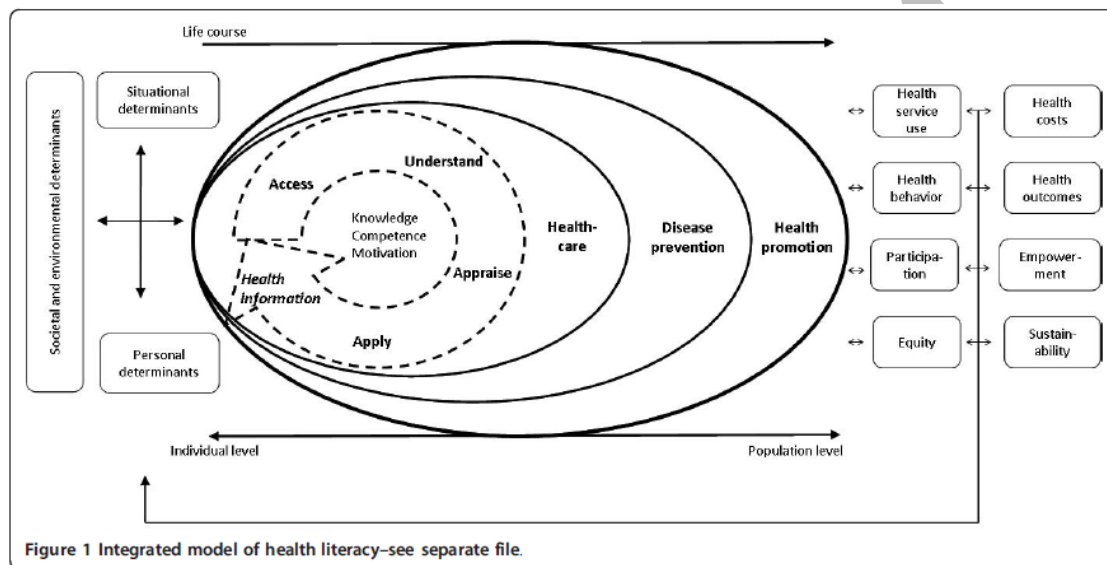 Life course
Societal and environmental determinants
Situational
determinants
Personal
determinants
Access
Understand
Knowledge
Competence
Motivation
Health
information
Appraise
Apply
Health-
care
Disease
prevention
Health
promotion
Health
service
use
Health
costs
Health
behavior
Health
outcomes
Participa-
tion
Empower-
ment
Equity
Sustain-
ability
Individual level
Population level
Figure 1 Integrated model of health literacy–see separate file.